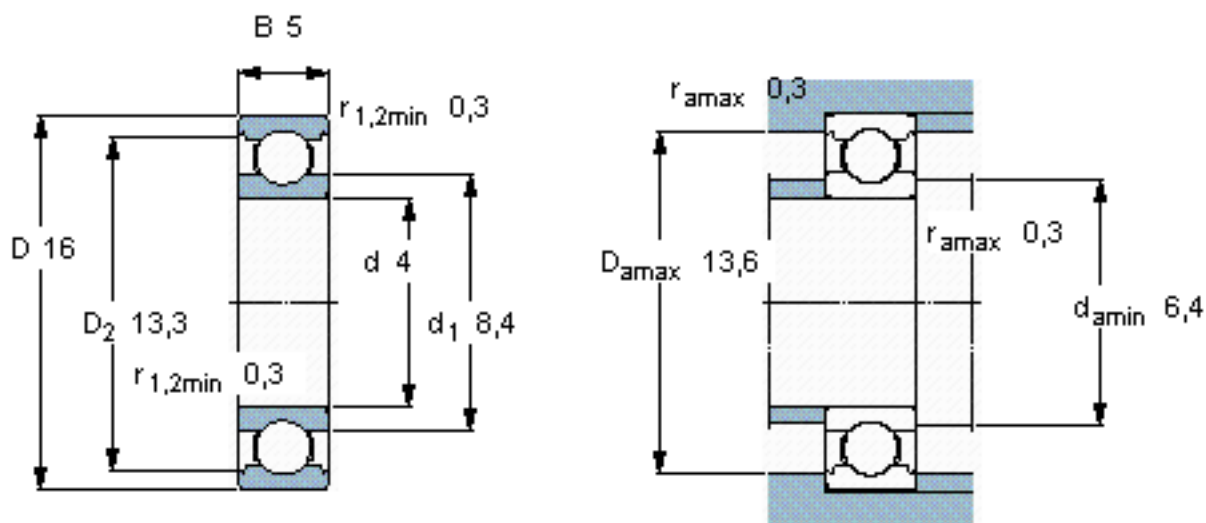 B 5
r1,2min 0,3
D 16
D2 13,3
d 4
d1 8,4
r1,2min 0,3
ramax 0,3
ramax 0,3
Damax 13,6
damin 6,4